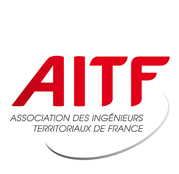 AITF
ASSOCIATION DES INGÉNIEURS
TERRITORIAUX DE FRANCE